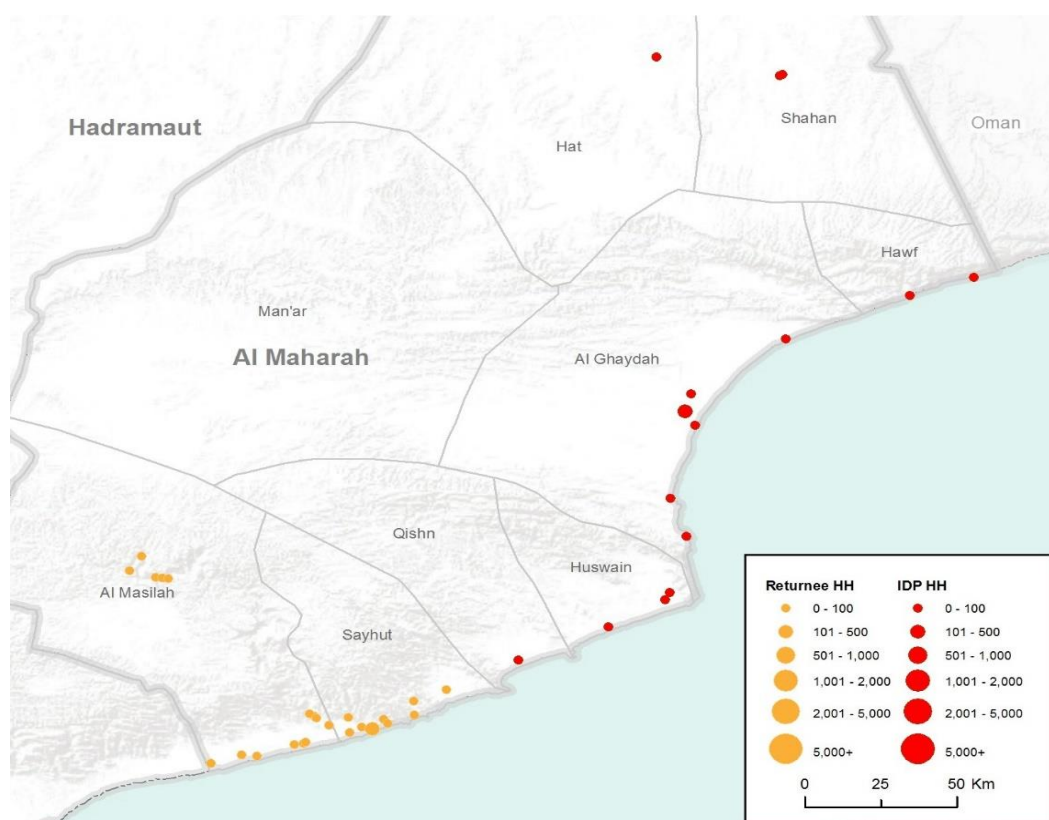 Hadramaut
Shahan
Oman
Hat
Hawf
Man'ar
Al Maharah
Al Ghaydah
Qishn
Huswain
Al Masilah
Sayhut
Returnee HH IDP HH
0 - 100 0 - 100
101 - 500 101 - 500
501 - 1,000 501 - 1,000
1,001 - 2,000 1,001 - 2,000
2,001 - 5,000 2,001 - 5,000
5,000+ 5,000+
0 25 50 Km